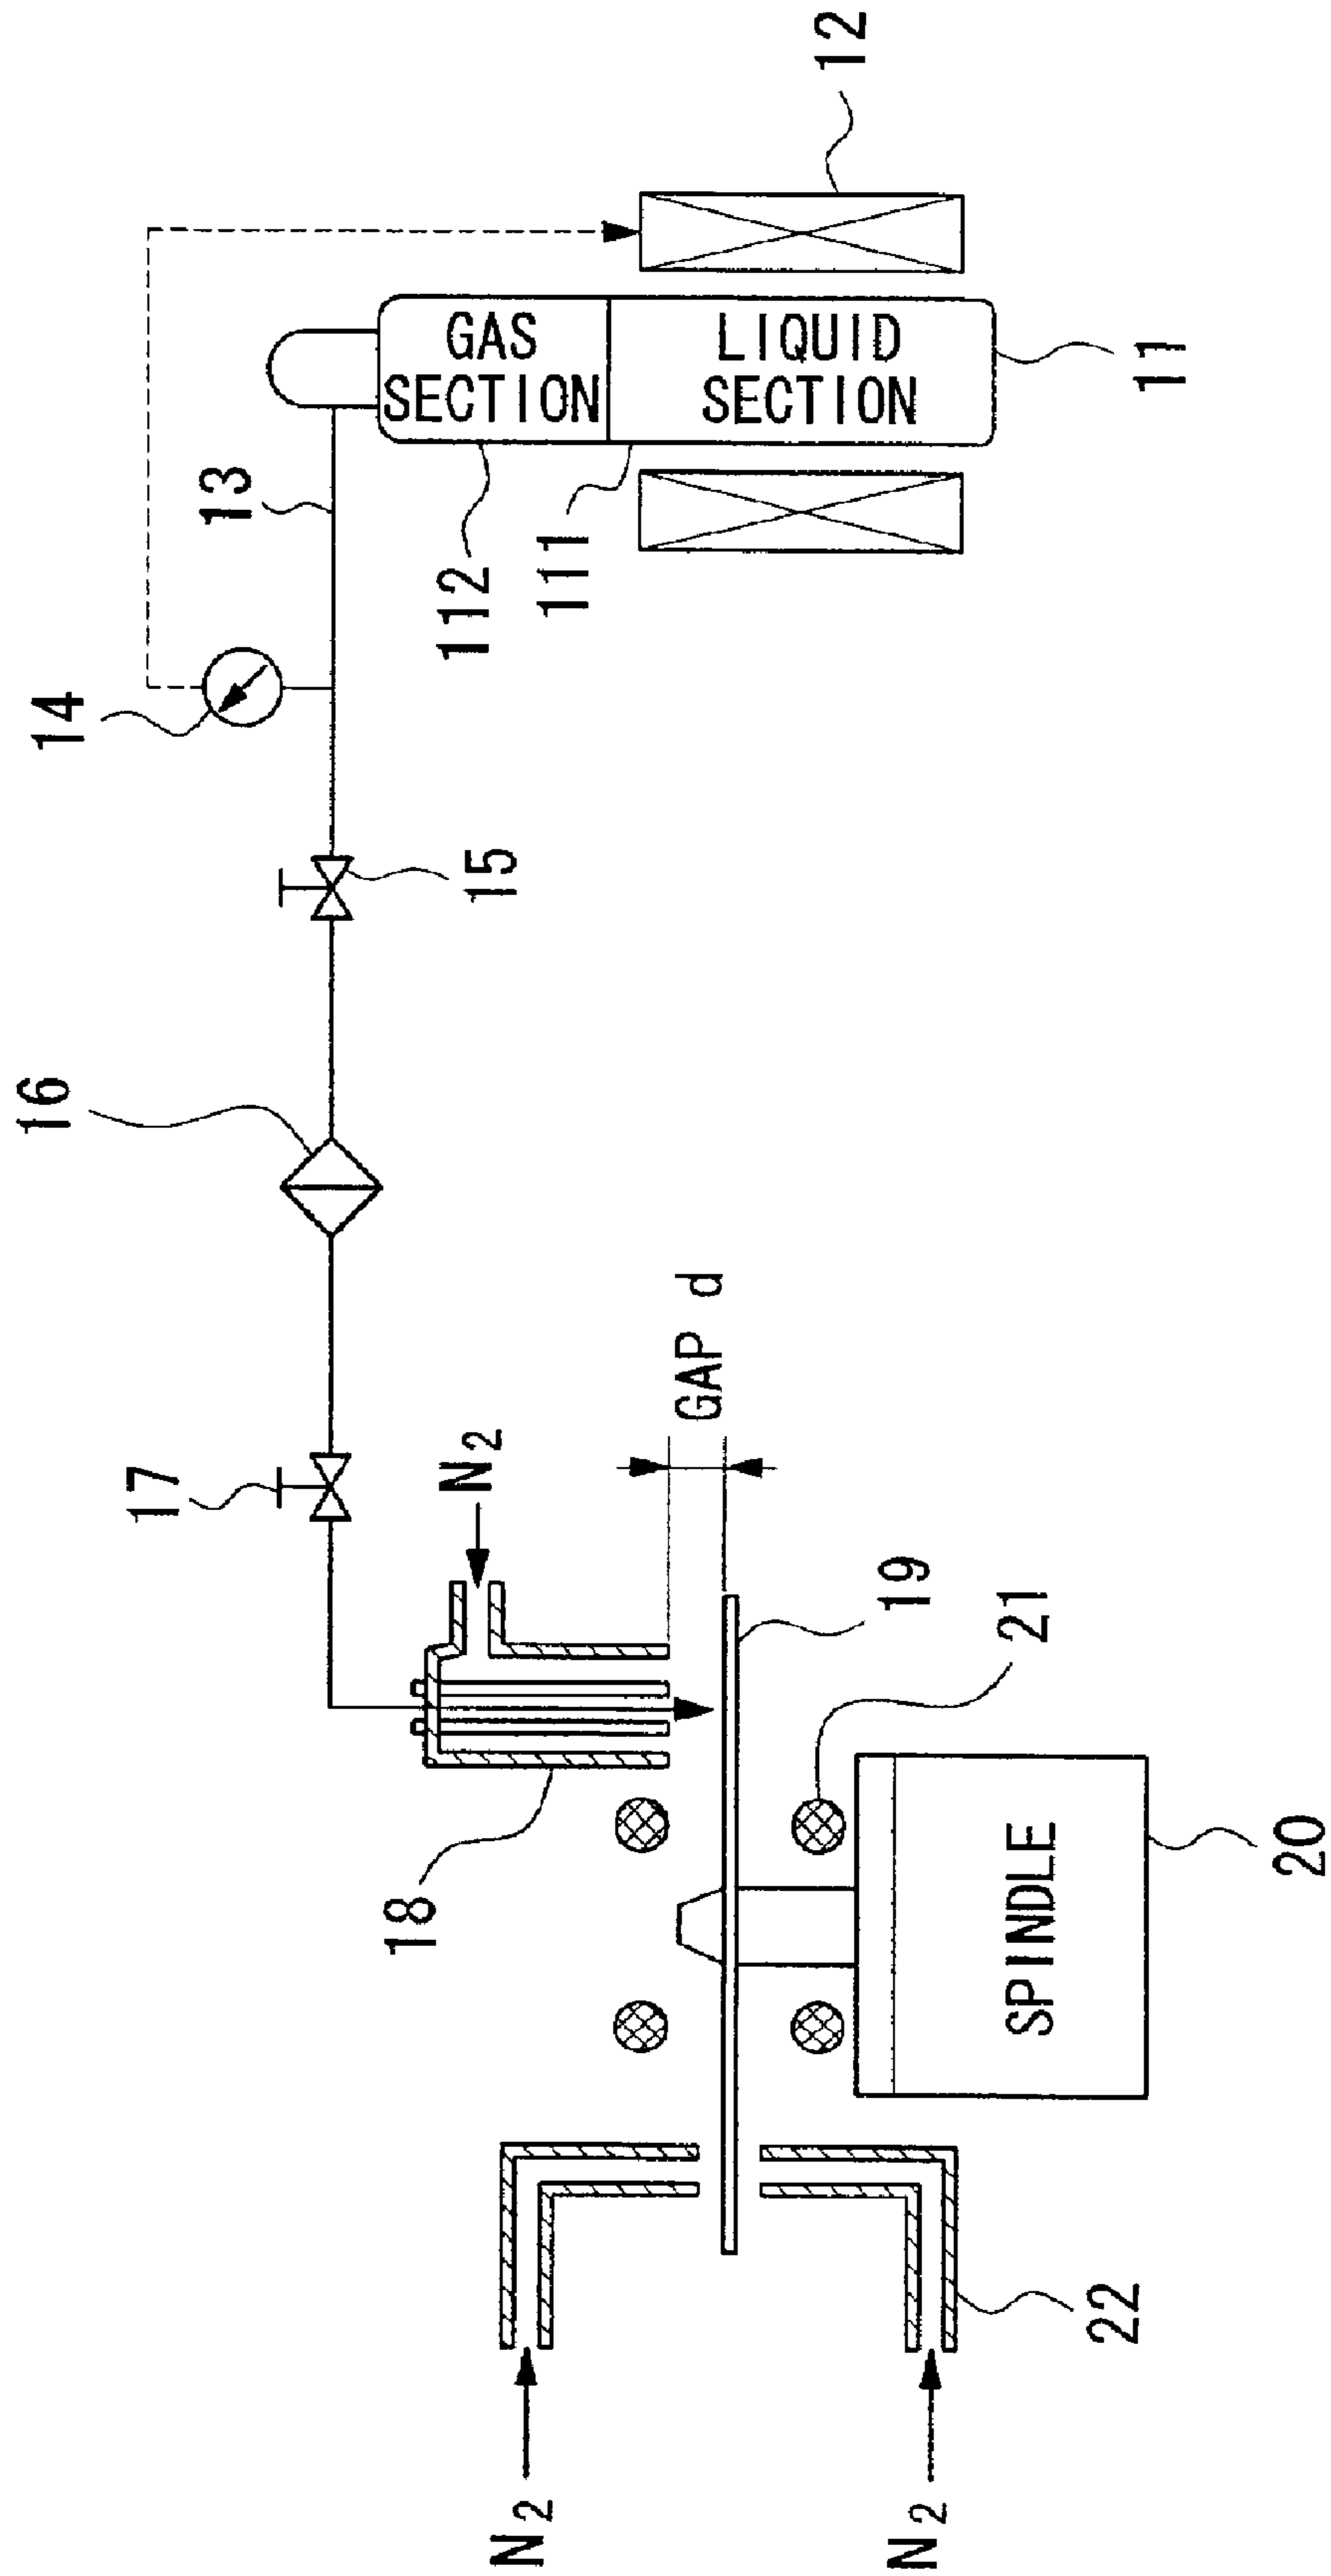 12
GAS
SECTION
LIQUID
SECTION
11
13
112
111
14
15
16
17
N2
GAP d
18
19
21
SPINDLE
20
22
N2
N2